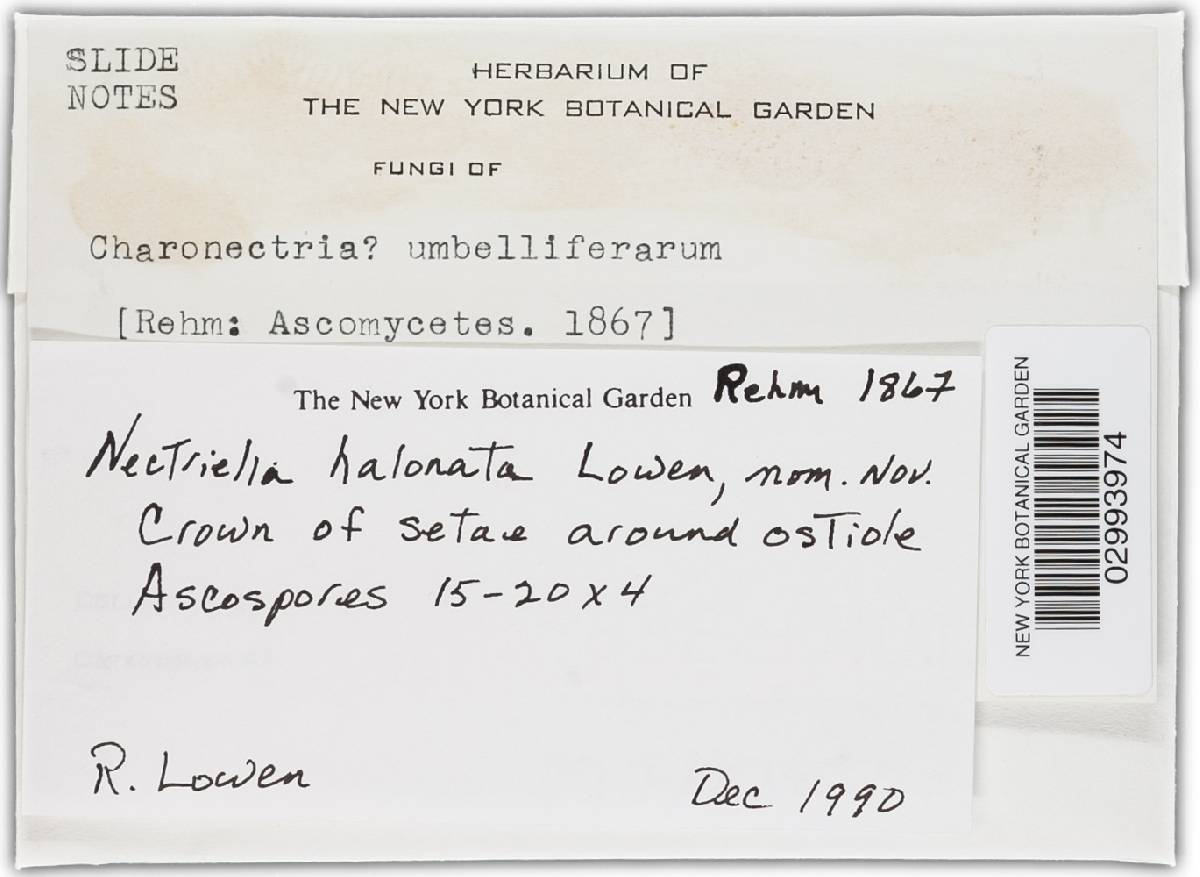 SLIDE
NOTES
HERBARIUM OF
THE NEW YORK BOTANICAL GARDEN
FUNGI OF
Charonectria? umbelliferarum
[Rehm: Ascomycetes. 1867]
The New York Botanical Garden Rehm 1867
Nectriella halonata Lowen, nom. Nov.
Crown of setae around ostiole
Ascospores 15-20 x 4
R. Lowen
Dec 1990
NEW YORK BOTANICAL GARDEN
02993974